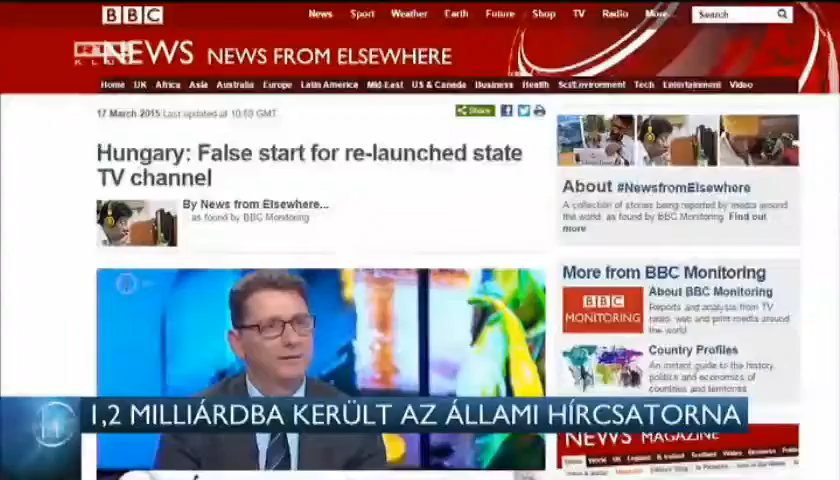 BBC
News Sport Weather Earth Future Shop TV Radio More... Search
RTL KLUB
NEWS NEWS FROM ELSEWHERE
Home UK Africa Asia Australia Europe Latin America Mid-East US & Canada Business Health Sci/Environment Tech Entertainment Video
17 March 2015 Last updated at
Share
Hungary: False start for re-launched state
TV channel
By News from Elsewhere...
as found by BBC Monitoring
About #NewsfromElsewhere
A collection of stories being reported by media around
the world, as found by BBC Monitoring. Find out
more
More from BBC Monitoring
BBC
MONITORING
About BBC Monitoring
Reports and analysis from TV
radio, web and print media around
the world
Country Profiles
An instant guide to the history
politics and economics of
countries and territories
1,2 MILLIÁRDBA KERÜLT AZ ÁLLAMI HÍRCSATORNA
NEWS MAGAZINE